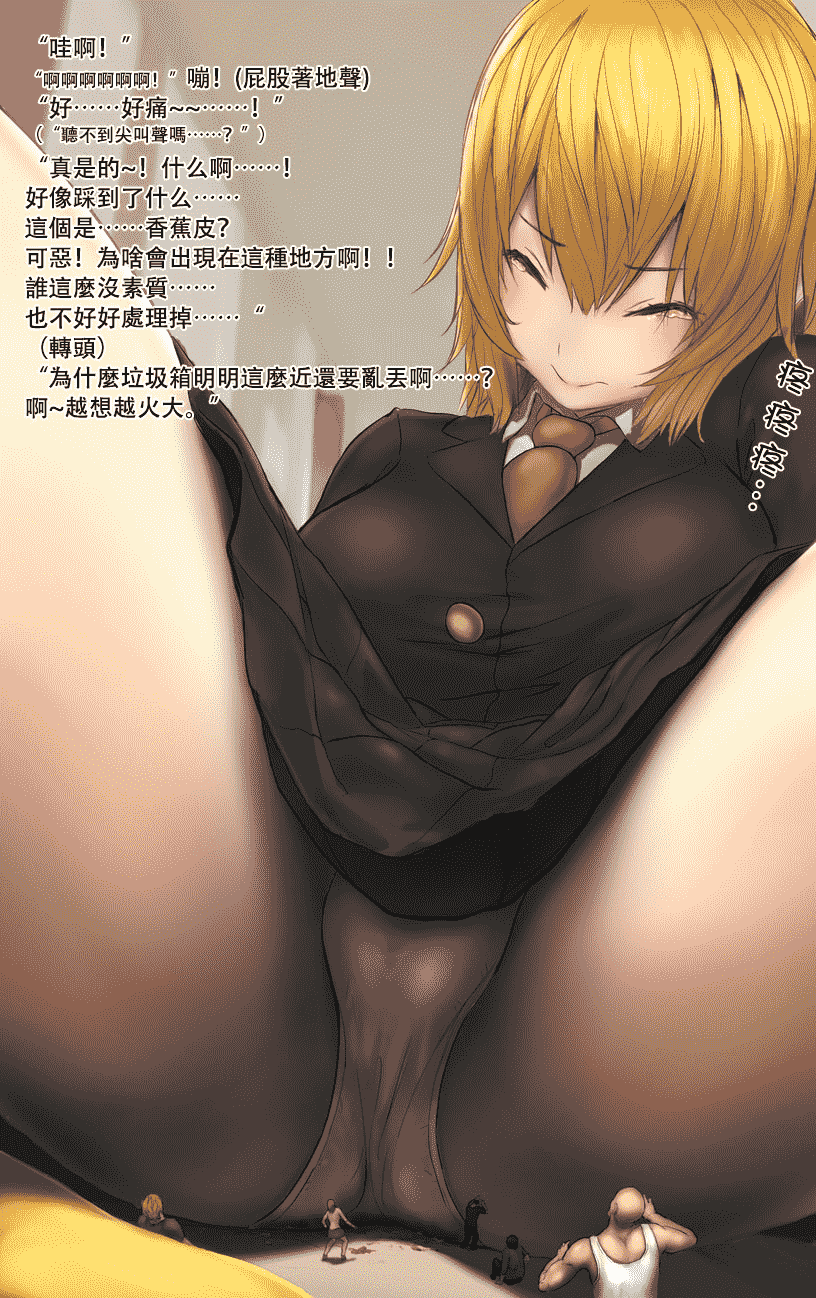 “哇啊！”
“啊啊啊啊啊啊！”嘣！(屁股著地聲)
“好……好痛~~……！”
（“聽不到尖叫聲嗎……？”）
“真是的~！什么啊……！
好像踩到了什么……
這個是……香蕉皮？
可惡！為啥會出現在這種地方啊！！
誰這麼沒素質……
也不好好處理掉……“
（轉頭）
“為什麼垃圾箱明明這麼近還要亂丟啊……？
啊~越想越火大。”
疼疼疼…